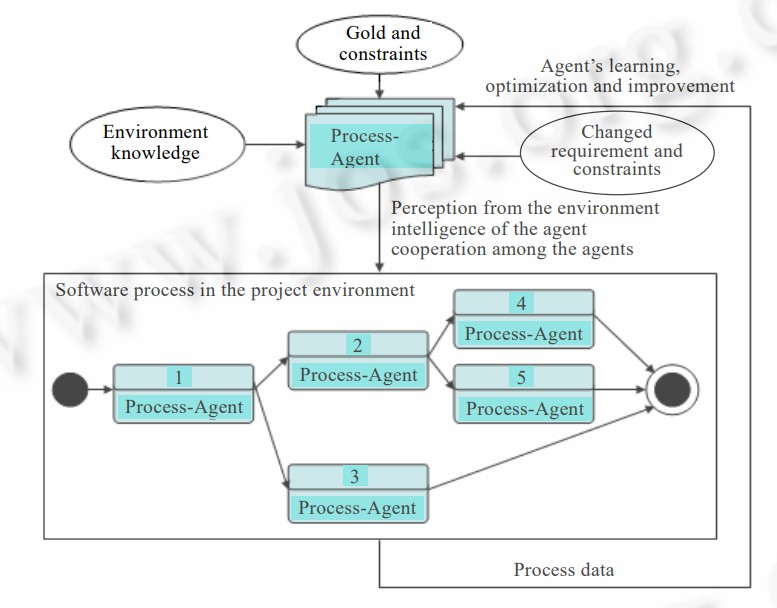 Gold and
constraints
Agent's learning,
optimization and improvement
Environment
knowledge
Process-
Agent
Changed
requirement and
constraints
Perception from the environment
intelligence of the agent
cooperation among the agents
Software process in the project environment
4
Process-Agent
2
Process-Agent
1
Process-Agent
5
Process-Agent
3
Process-Agent
Process data